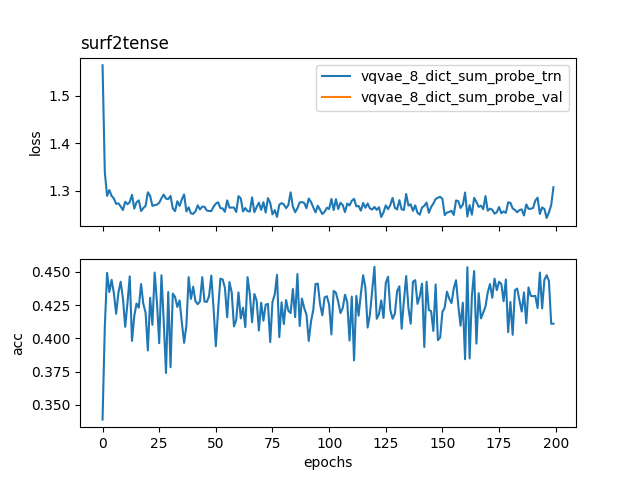 surf2tense
vqvae_8_dict_sum_probe_trn
vqvae_8_dict_sum_probe_val
loss
1.5
1.4
1.3
acc
0.450
0.425
0.400
0.375
0.350
0 25 50 75 100 125 150 175 200
epochs